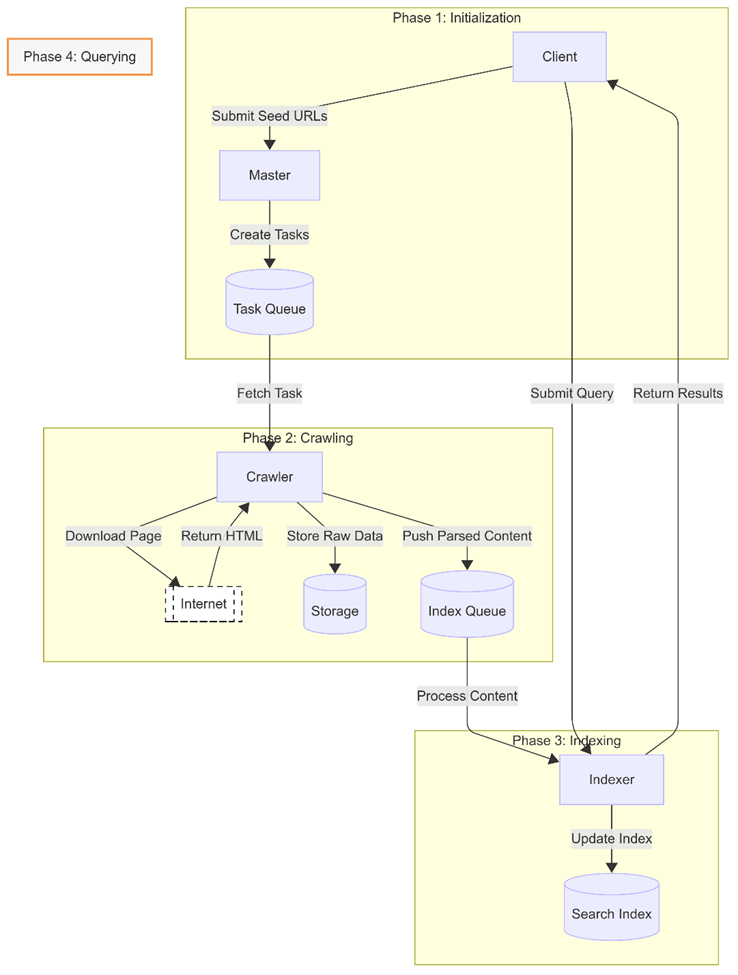 Phase 1: Initialization
Phase 4: Querying
Client
Submit Seed URLs
Master
Create Tasks
Task Queue
Fetch Task
Submit Query
Return Results
Phase 2: Crawling
Crawler
Download Page
Return HTML
Store Raw Data
Push Parsed Content
Internet
Storage
Index Queue
Process Content
Phase 3: Indexing
Indexer
Update Index
Search Index